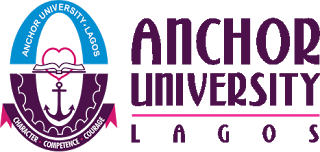 ANCHOR UNIVERSITY-LAGOS
CHARACTER - COMPETENCE - COURAGE
ANCHOR
UNIVERSITY
LAGOS